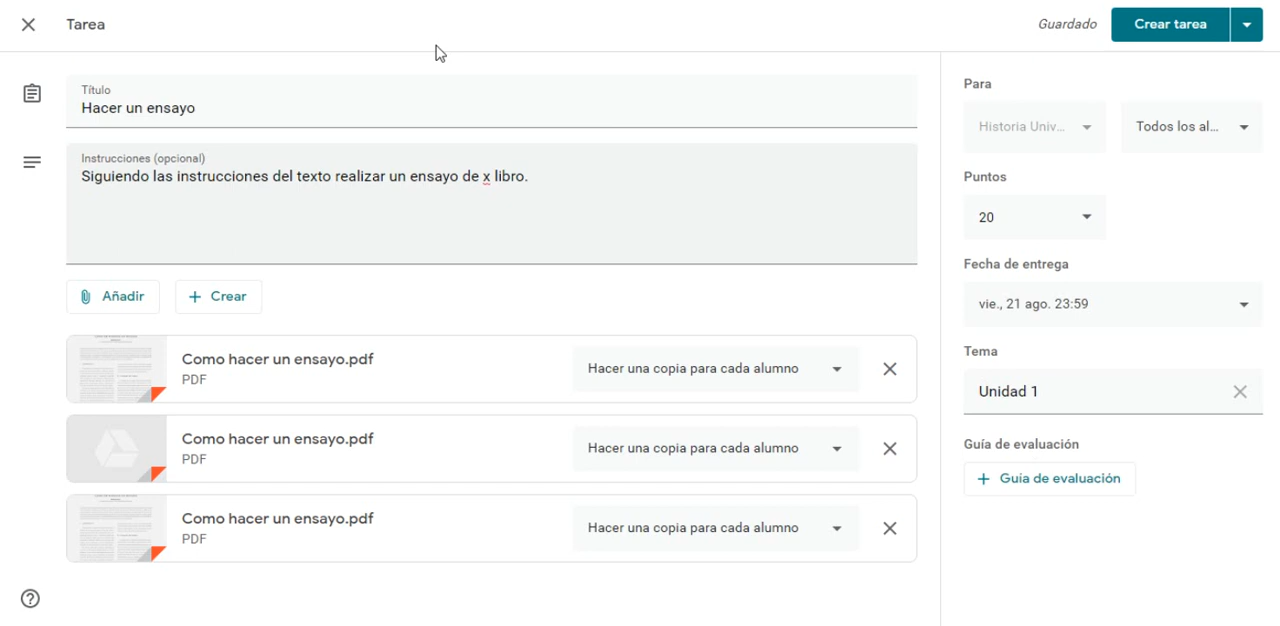 Tarea
Guardado
Crear tarea
Título
Hacer un ensayo
Instrucciones (opcional)
Siguiendo las instrucciones del texto realizar un ensayo de x libro.
Añadir
Crear
Como hacer un ensayo.pdf
PDF
Hacer una copia para cada alumno
Como hacer un ensayo.pdf
PDF
Hacer una copia para cada alumno
Como hacer un ensayo.pdf
PDF
Hacer una copia para cada alumno
Para
Historia Univ...
Todos los al...
Puntos
20
Fecha de entrega
vie., 21 ago. 23:59
Tema
Unidad 1
Guía de evaluación
Guía de evaluación